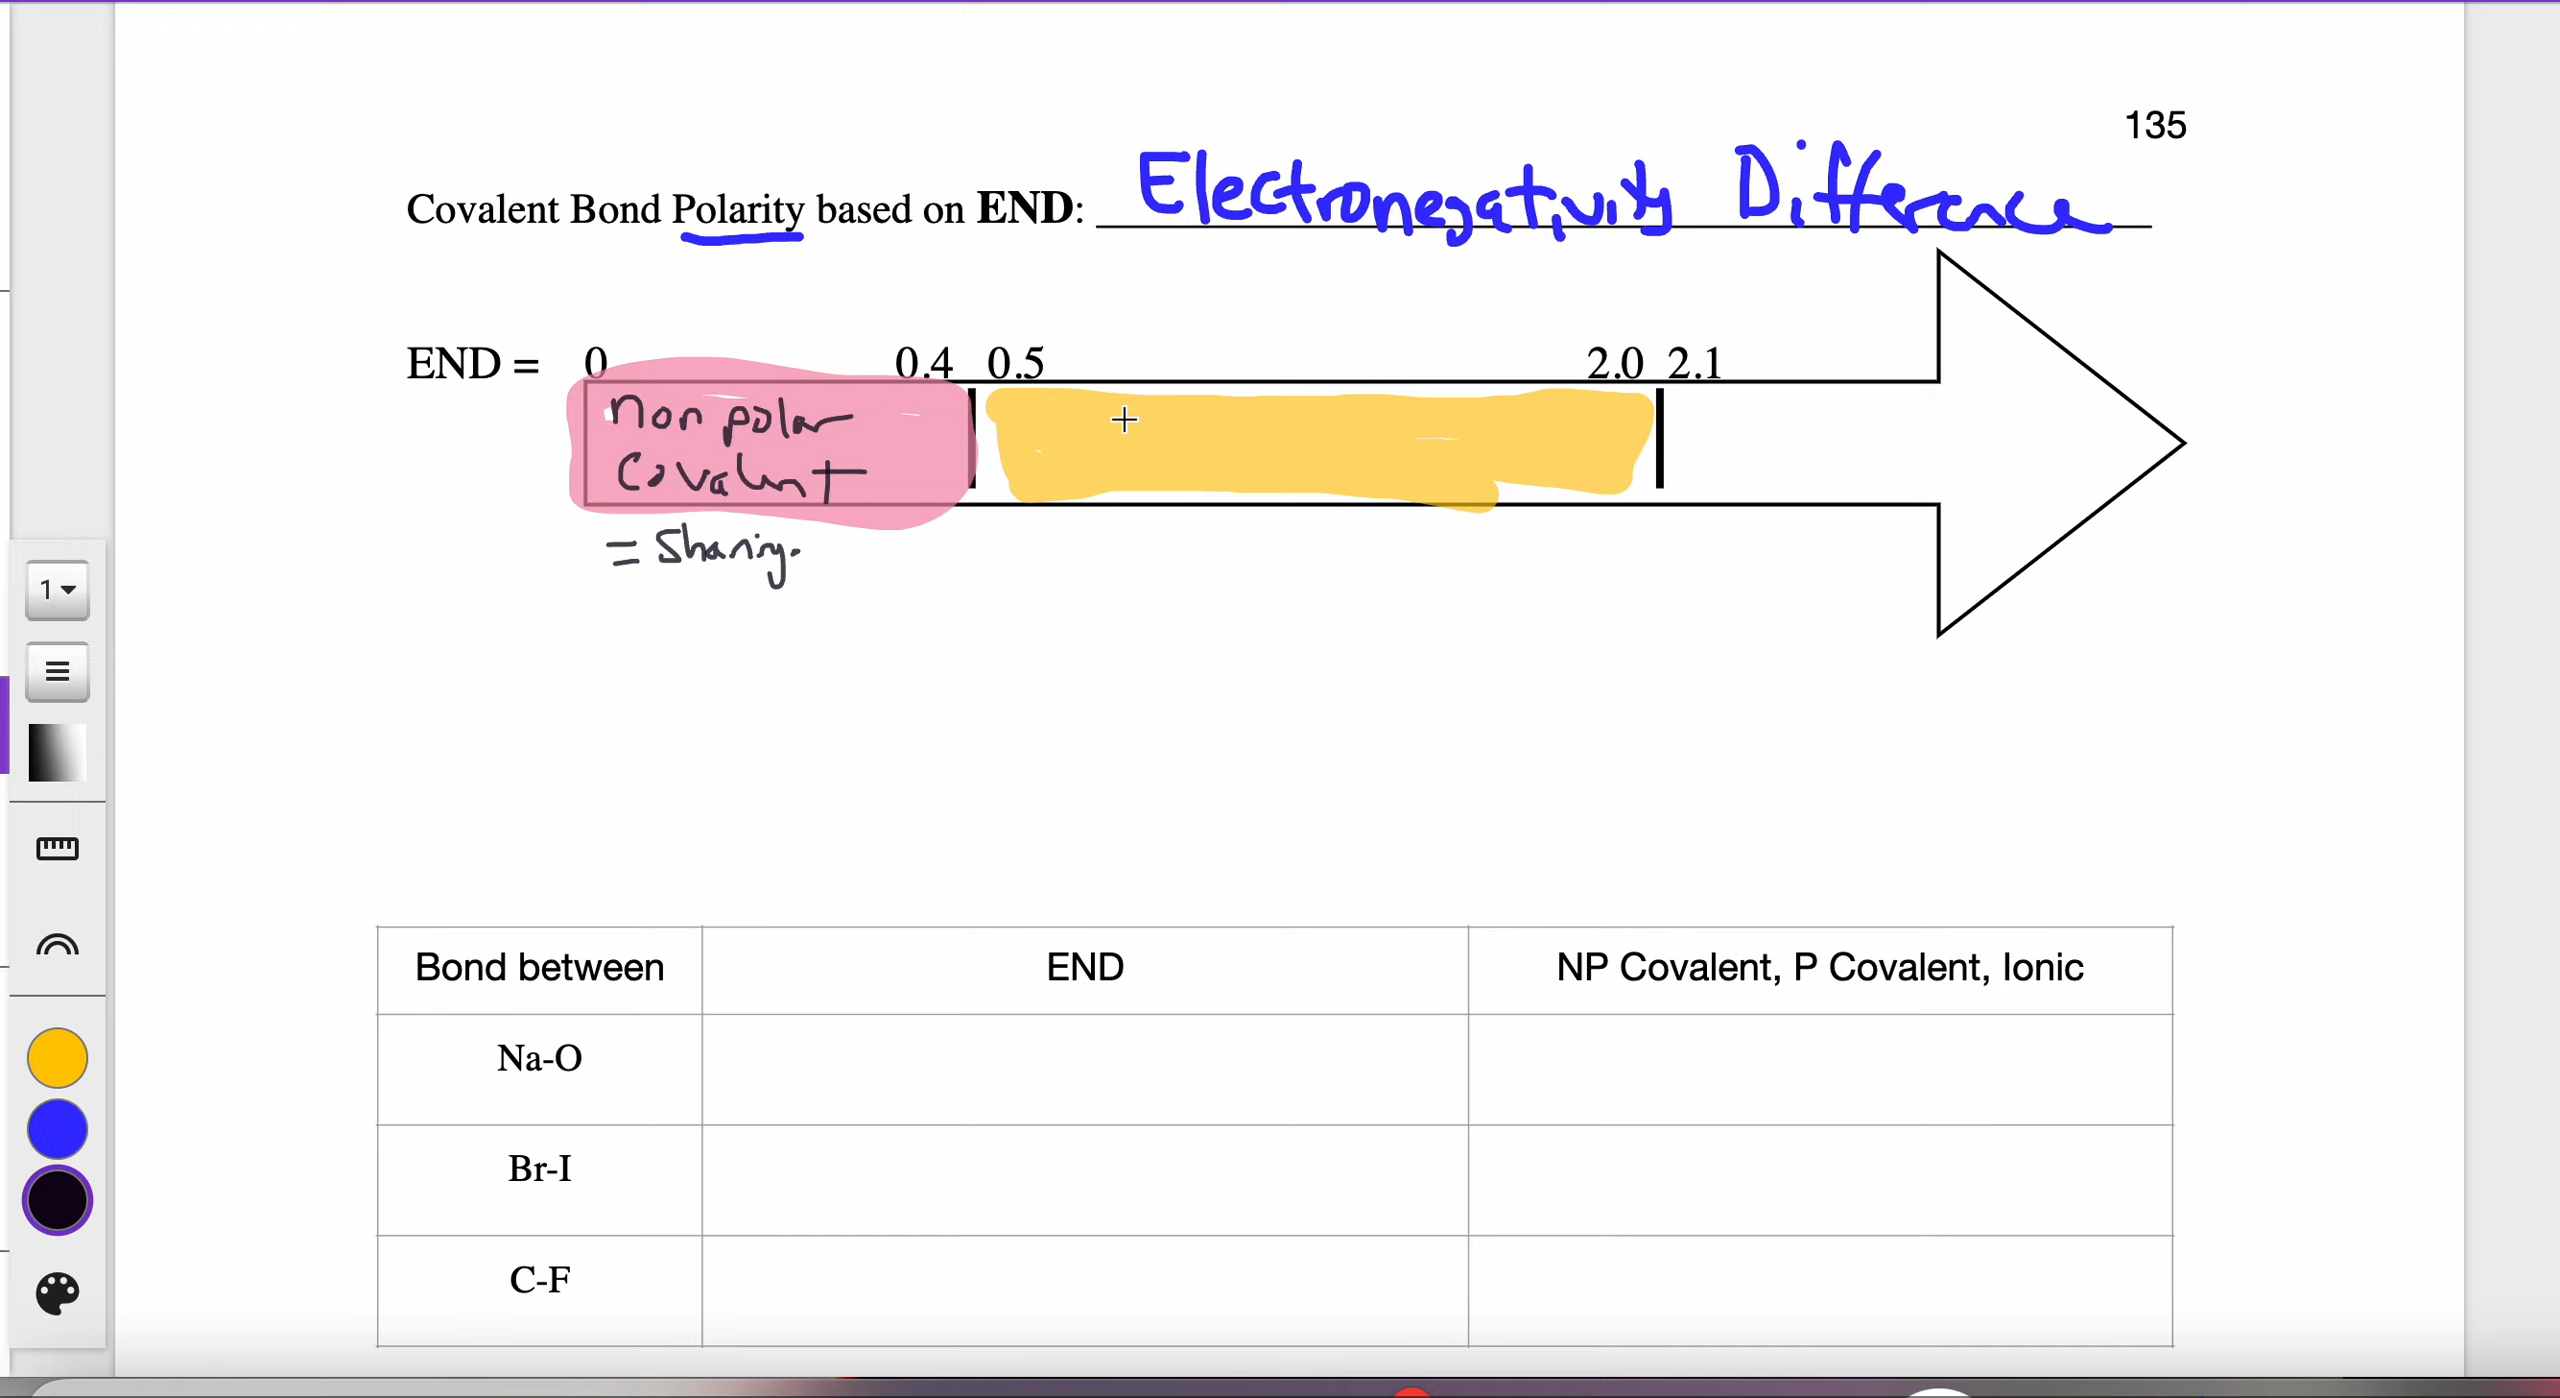 135
Covalent Bond Polarity based on END: Electronegativity Difference
END = 0 0.4 0.5 2.0 2.1
non polar
Covalent
= Sharing.
1
Bond between END NP Covalent, P Covalent, Ionic
Na-O
Br-I
C-F